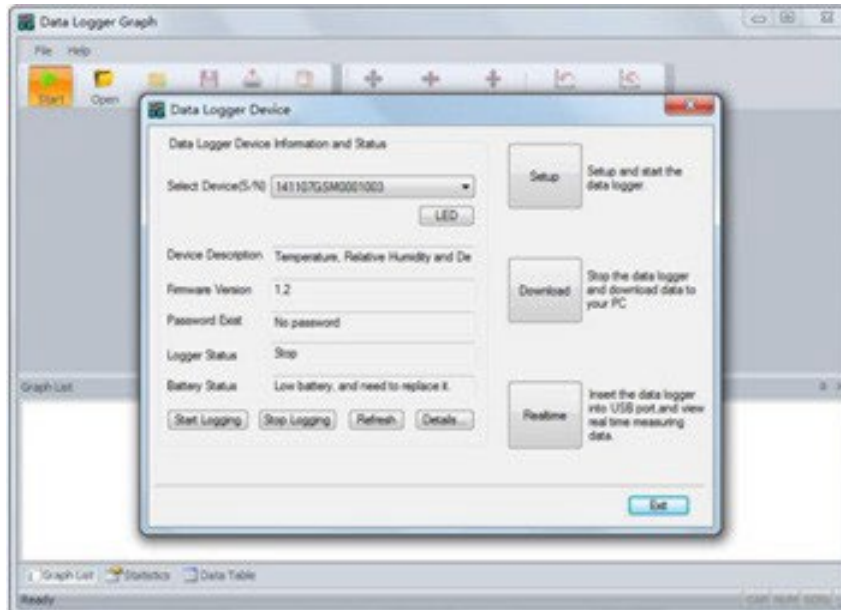 Data Logger Graph
File Help
Start Open
Data Logger Device
Data Logger Device Information and Status
Select Device(S/N) 141107GSM0001003
LED
Device Description Temperature, Relative Humidity and De
Firmware Version 1.2
Password Exist No password
Logger Status Stop
Battery Status Low battery, and need to replace it.
Start Logging Stop Logging Refresh Details...
Setup Setup and start the
data logger.
Download Stop the data logger
and download data to
your PC
Realtime Insert the data logger
into USB port,and view
real time measuring
data.
Exit
Graph List
Graph List Statistics Data Table
Ready CAP NUM SCRL